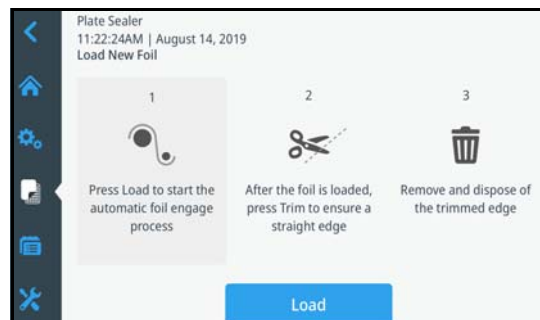 Plate Sealer
11:22:24AM | August 14, 2019
Load New Foil
1
Press Load to start the
automatic foil engage
process
2
After the foil is loaded,
press Trim to ensure a
straight edge
3
Remove and dispose of
the trimmed edge
Load